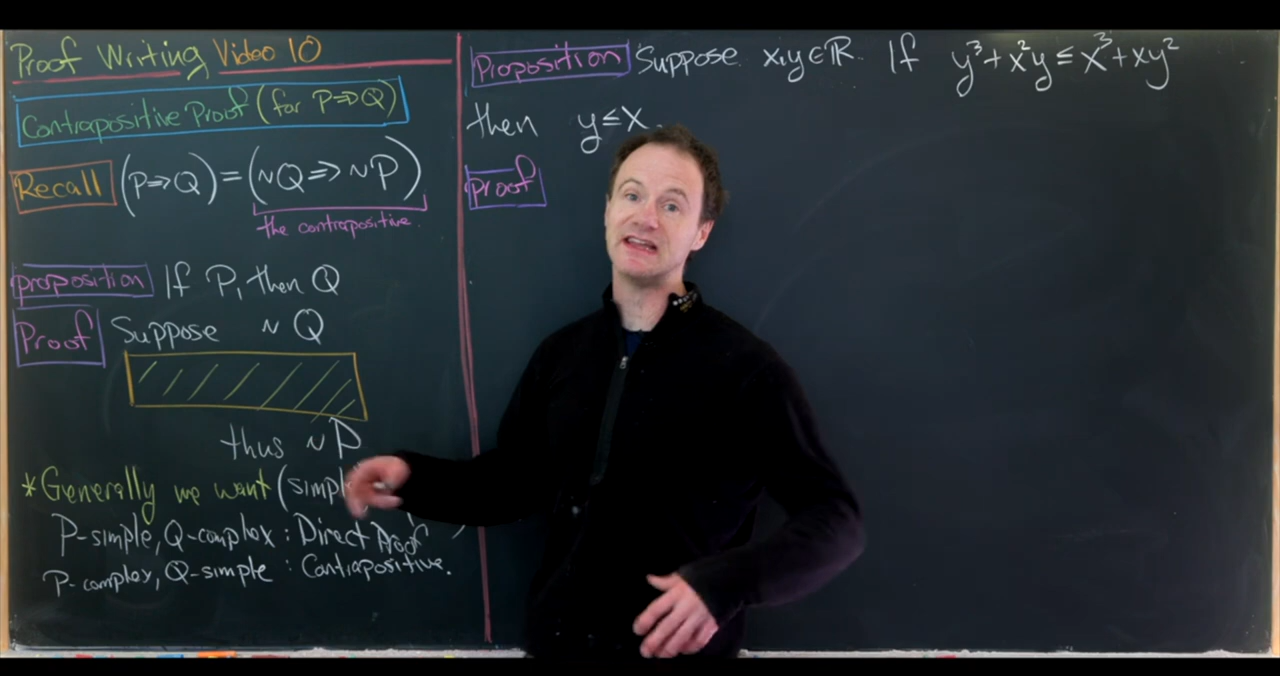 Proof Writing Video 10
Contrapositive Proof (for P⇒Q)
Recall (P⇒Q) = (~Q ⇒ ~P)
the contrapositive.
proposition If P, then Q
Proof Suppose ~Q
thus ~P
*Generally we want (simpl
P-simple, Q-complex : Direct Proof
P-complex, Q-simple : Contrapositive.
Proposition Suppose x,y∈ℝ. If y³+x²y≤x³+xy²
then y≤x.
Proof